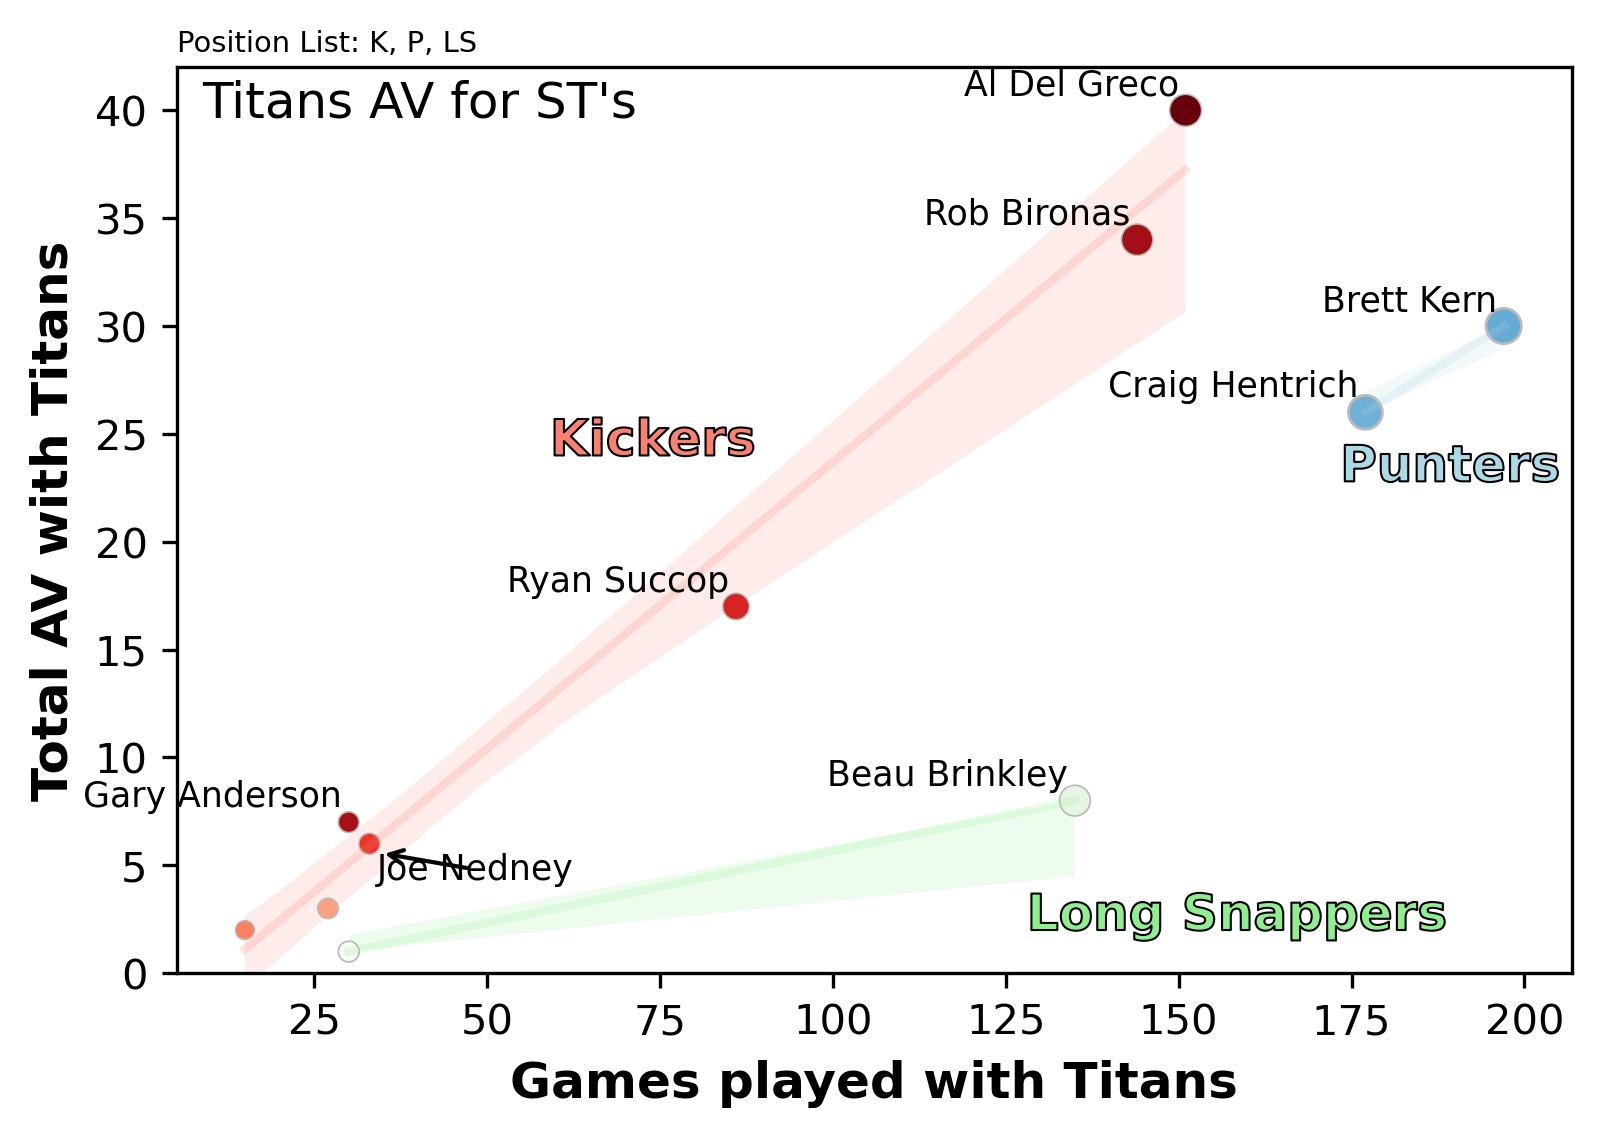 Position List: K, P, LS
Titans AV for ST's
Al Del Greco
Rob Bironas
Brett Kern
Craig Hentrich
Kickers
Punters
Ryan Succop
Beau Brinkley
Gary Anderson
Joe Nedney
Long Snappers
Total AV with Titans
40
35
30
25
20
15
10
5
0
25 50 75 100 125 150 175 200
Games played with Titans